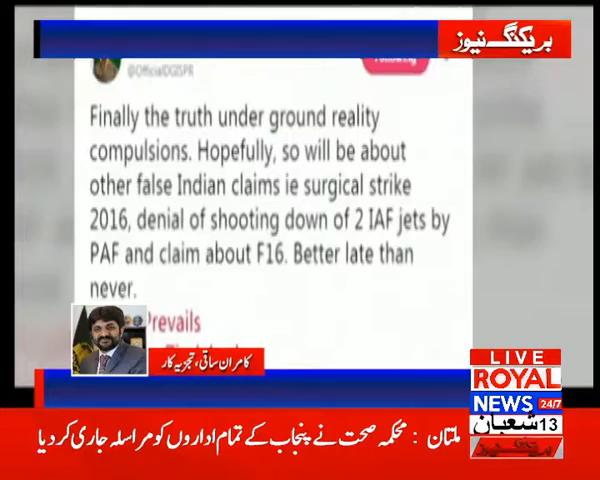 بریکنگ نیوز
@OfficialDGISPR
Following
Finally the truth under ground reality
compulsions. Hopefully, so will be about
other false Indian claims ie surgical strike
2016, denial of shooting down of 2 IAF jets by
PAF and claim about F16. Better late than
never.
Prevails
کامران ساقی، تجزیہ کار
LIVE
ROYAL
NEWS 24/7
13 شعبان
بریکنگ نیوز
ملتان : محکمہ صحت نے پنجاب کے تمام اداروں کو مراسلہ جاری کر دیا